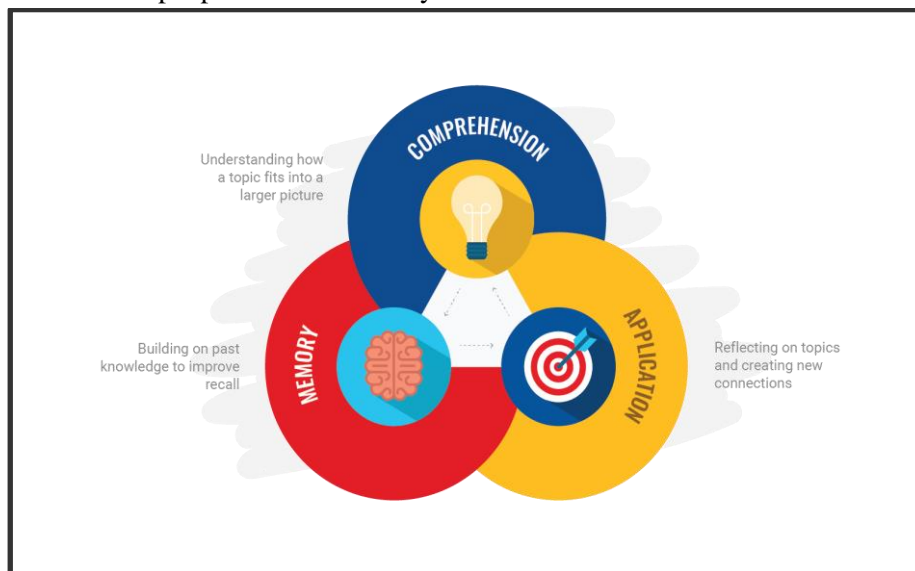 COMPREHENSION
Understanding how
a topic fits into a
larger picture
MEMORY
Building on past
knowledge to improve
recall
APPLICATION
Reflecting on topics
and creating new
connections